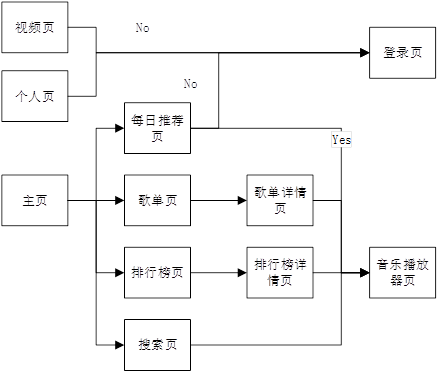 视频页
No
登录页
个人页
No
每日推荐
页
Yes
主页
歌单页
歌单详情
页
排行榜页
排行榜详
情页
音乐播放
器页
搜索页